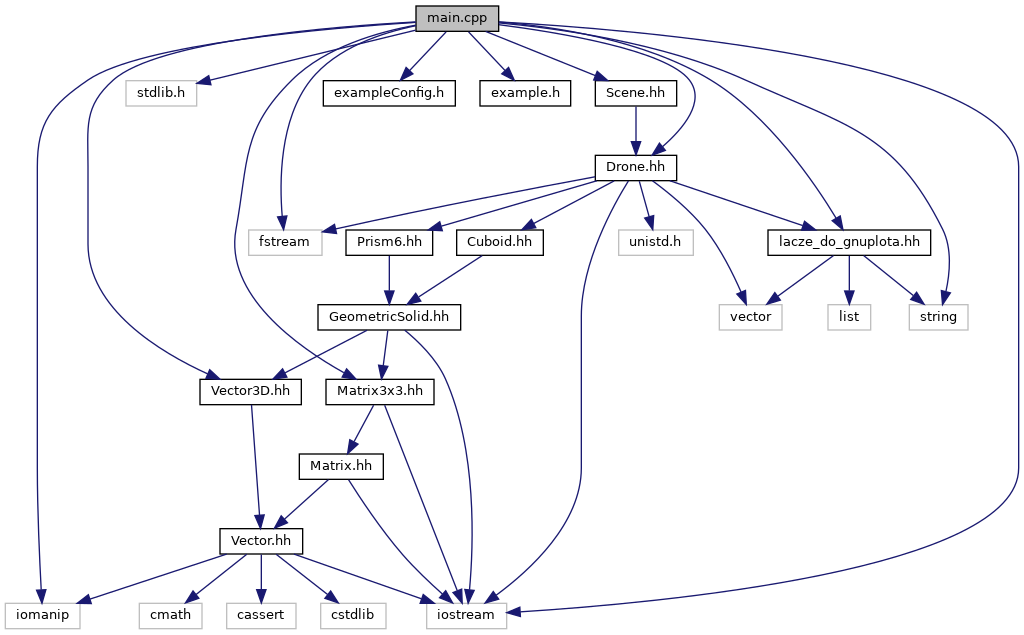 main.cpp
stdlib.h
exampleConfig.h
example.h
Scene.hh
Drone.hh
fstream
Prism6.hh
Cuboid.hh
unistd.h
lacze_do_gnuplota.hh
GeometricSolid.hh
vector
list
string
Vector3D.hh
Matrix3x3.hh
Matrix.hh
Vector.hh
iomanip
cmath
cassert
cstdlib
iostream